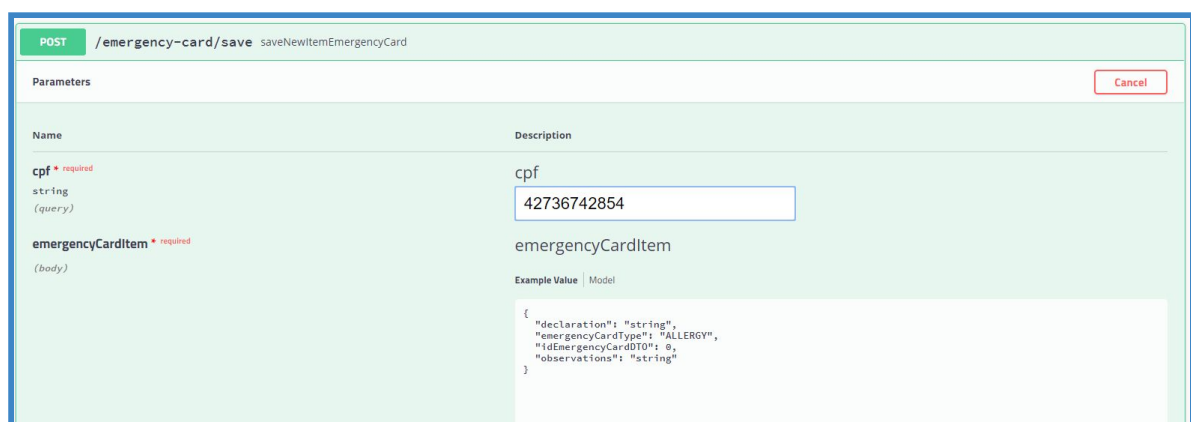 POST /emergency-card/save saveNewItemEmergencyCard
Parameters Cancel
Name Description
cpf * required cpf
string
(query)
42736742854
emergencyCardItem * required emergencyCardItem
(body)
Example Value Model
{
"declaration": "string",
"emergencyCardType": "ALLERGY",
"idEmergencyCardDTO": 0,
"observations": "string"
}